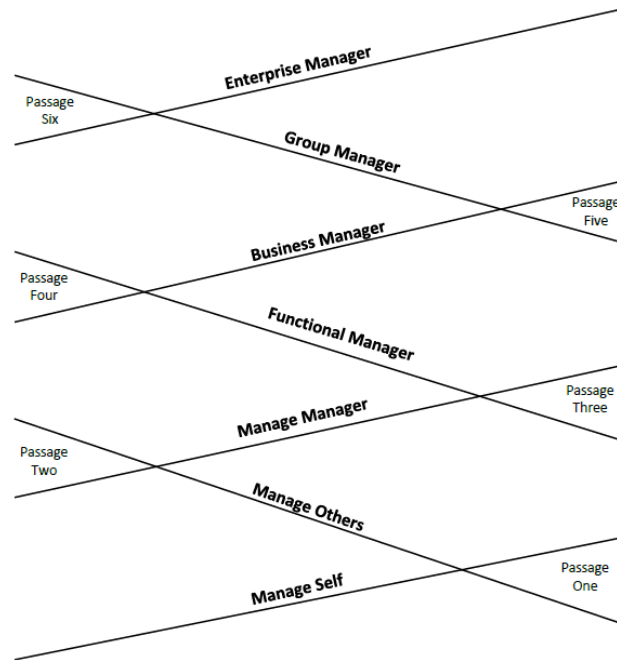 Enterprise Manager
Passage
Six
Group Manager
Passage
Five
Business Manager
Passage
Four
Functional Manager
Passage
Three
Manage Manager
Passage
Two
Manage Others
Passage
One
Manage Self